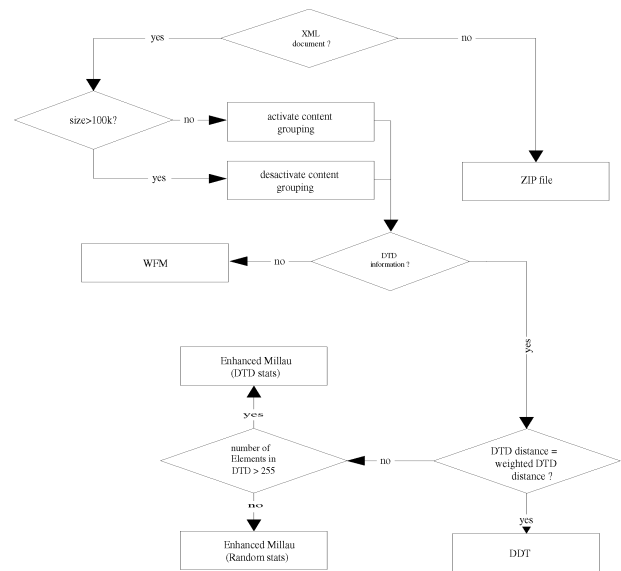 XML
document ?
yes
no
size>100k?
no
activate content
grouping
yes
desactivate content
grouping
ZIP file
DTD
information ?
no
WFM
yes
Enhanced Millau
(DTD stats)
yes
number of
Elements in
DTD > 255
no
DTD distance =
weighted DTD
distance ?
no
Enhanced Millau
(Random stats)
yes
DDT